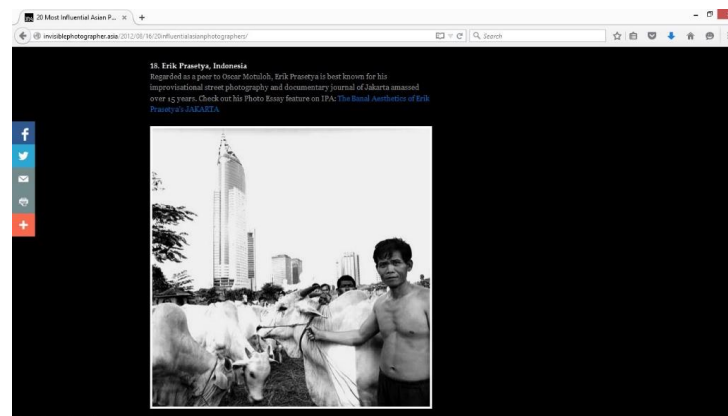 20 Most Influential Asian P...
invisiblephotographer.asia/2012/08/16/20influentialasianphotographers/
Search
18. Erik Prasetya, Indonesia
Regarded as a peer to Oscar Motuloh, Erik Prasetya is best known for his
improvisational street photography and documentary journal of Jakarta amassed
over 15 years. Check out his Photo Essay feature on IPA: The Banal Aesthetics of Erik
Prasetya's JAKARTA